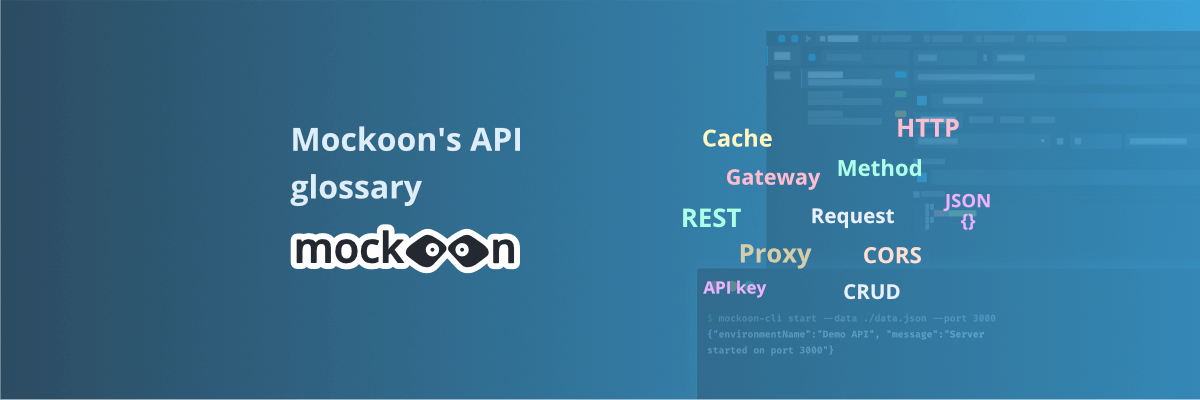 Mockoon's API
glossary
mockoon
Cache
HTTP
Gateway
Method
REST
Request
JSON
{}
Proxy
CORS
API key
CRUD
$ mockoon-cli start --data ./data.json --port 3000
{"environmentName":"Demo API", "message":"Server
started on port 3000"}